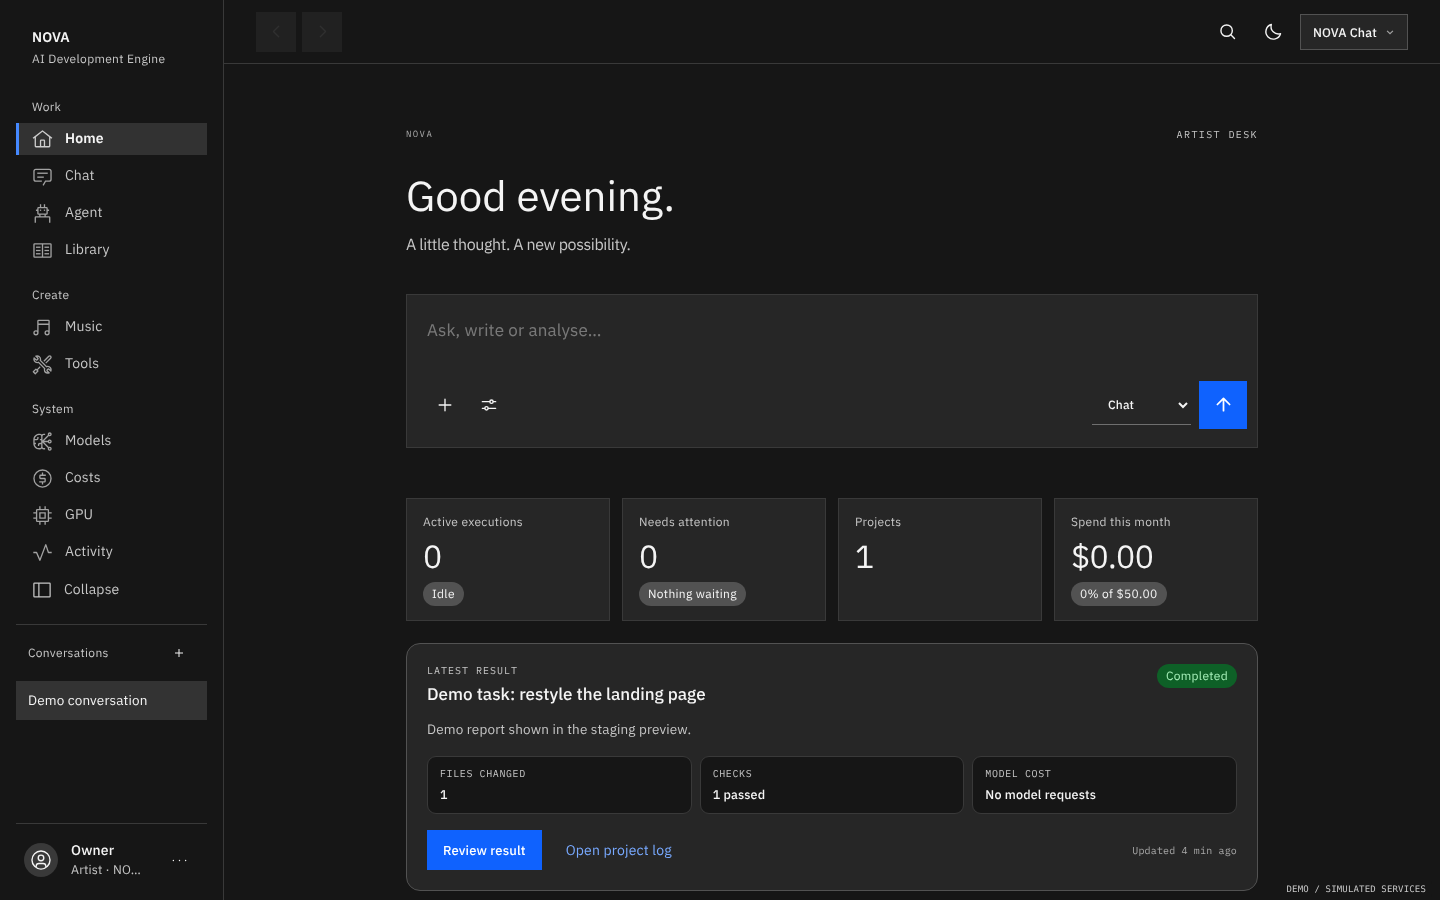 NOVA
AI Development Engine
Work
Home
Chat
Agent
Library
Create
Music
Tools
System
Models
Costs
GPU
Activity
Collapse
Conversations
Demo conversation
Owner
Artist · NO...
NOVA Chat
NOVA
ARTIST DESK
Good evening.
A little thought. A new possibility.
Ask, write or analyse...
Chat
Active executions
0
Idle
Needs attention
0
Nothing waiting
Projects
1
Spend this month
$0.00
0% of $50.00
LATEST RESULT
Completed
Demo task: restyle the landing page
Demo report shown in the staging preview.
FILES CHANGED
1
CHECKS
1 passed
MODEL COST
No model requests
Review result
Open project log
Updated 4 min ago
DEMO / SIMULATED SERVICES